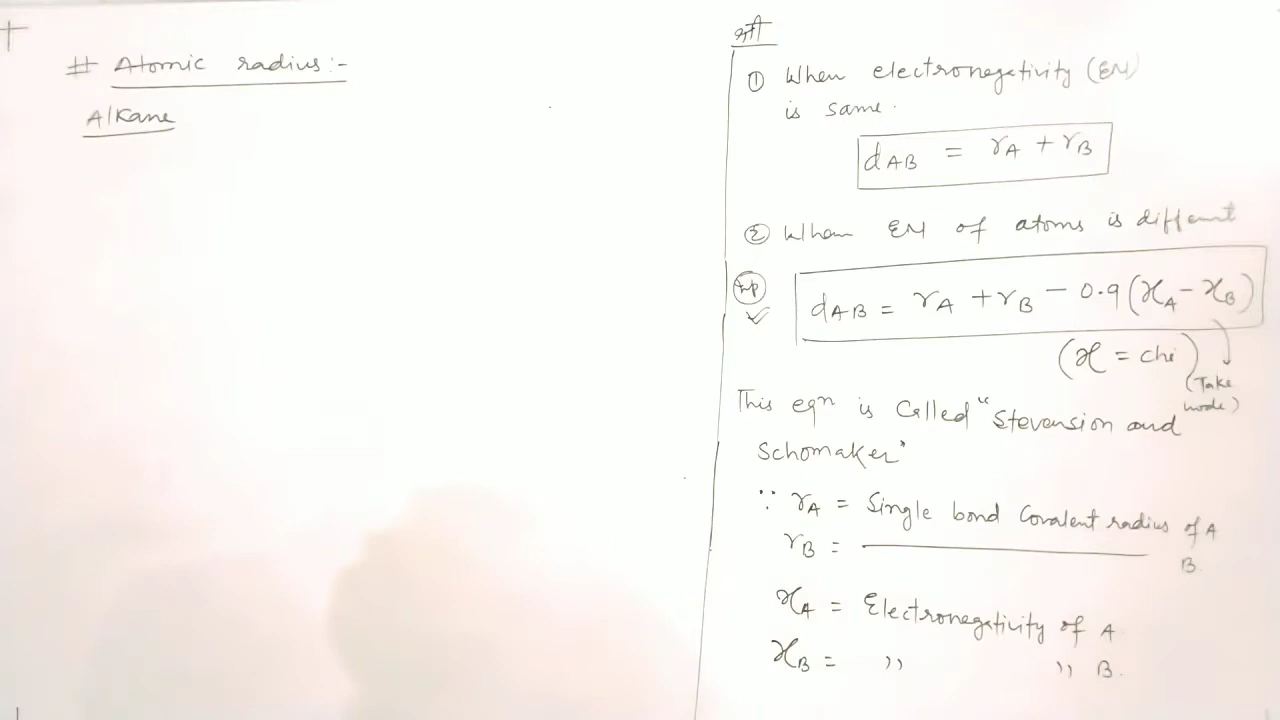 # Atomic radius:-
Alkane
श्री
① When electronegativity (EN)
is same.
dAB = rA + rB
② When EN of atoms is diffent
Imp
dAB = rA + rB - 0.9 (χA - χB)
(χ = chi)
(Take
mode)
This eqn is Called "Stevension and
Schomaker"
∵ rA = Single bond Covalent radius of A
rB = ——— B.
χA = Electronegativity of A
χB = ,, ,, B.